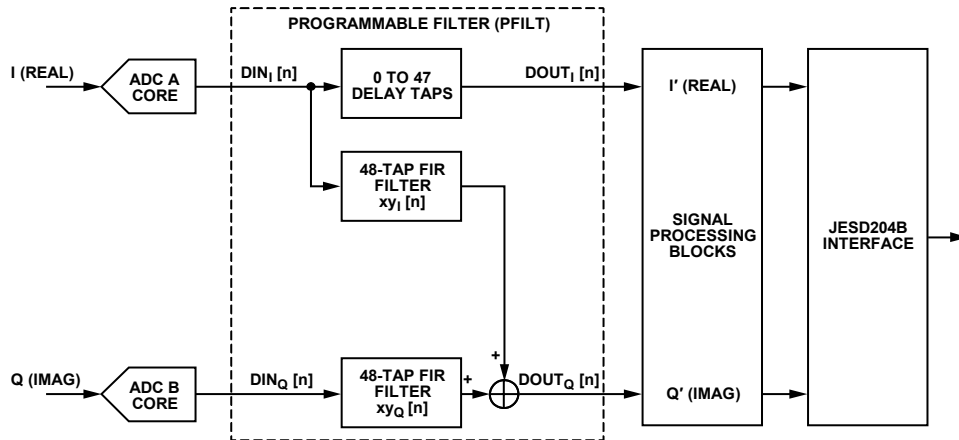 PROGRAMMABLE FILTER (PFILT)
I (REAL)
ADC A
CORE
DINI [n]
0 TO 47
DELAY TAPS
DOUTI [n]
I′ (REAL)
48-TAP FIR
FILTER
xyI [n]
SIGNAL
PROCESSING
BLOCKS
JESD204B
INTERFACE
+
Q (IMAG)
ADC B
CORE
DINQ [n]
48-TAP FIR
FILTER
xyQ [n]
+
DOUTQ [n]
Q′ (IMAG)